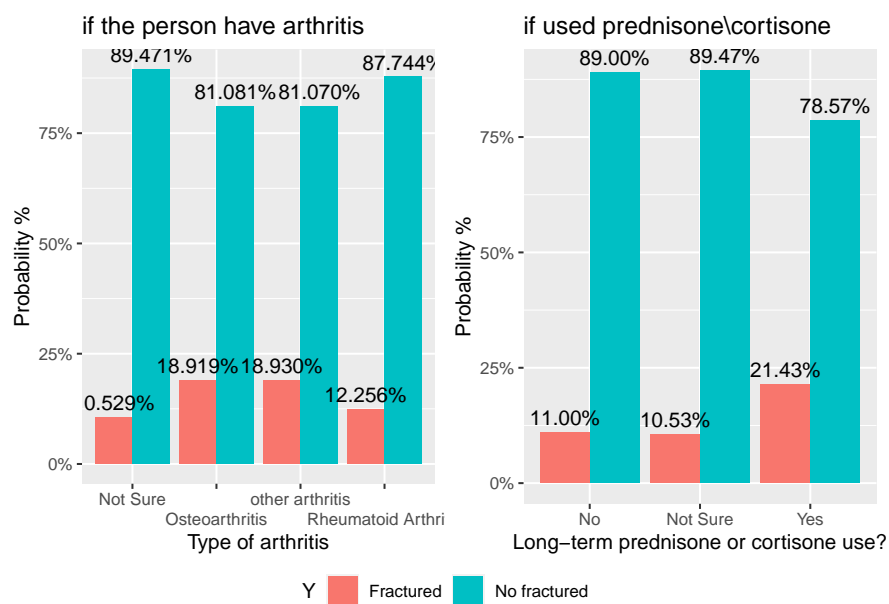 if the person have arthritis
89.471%
87.744%
81.081% 81.070%
75%
50%
25%
0%
18.919% 18.930%
12.256%
0.529%
Probability %
Not Sure
other arthritis
Osteoarthritis
Rheumatoid Arthri
Type of arthritis
if used prednisone\cortisone
89.00%
89.47%
78.57%
75%
50%
25%
0%
21.43%
11.00%
10.53%
Probability %
No
Not Sure
Yes
Long−term prednisone or cortisone use?
Y Fractured No fractured